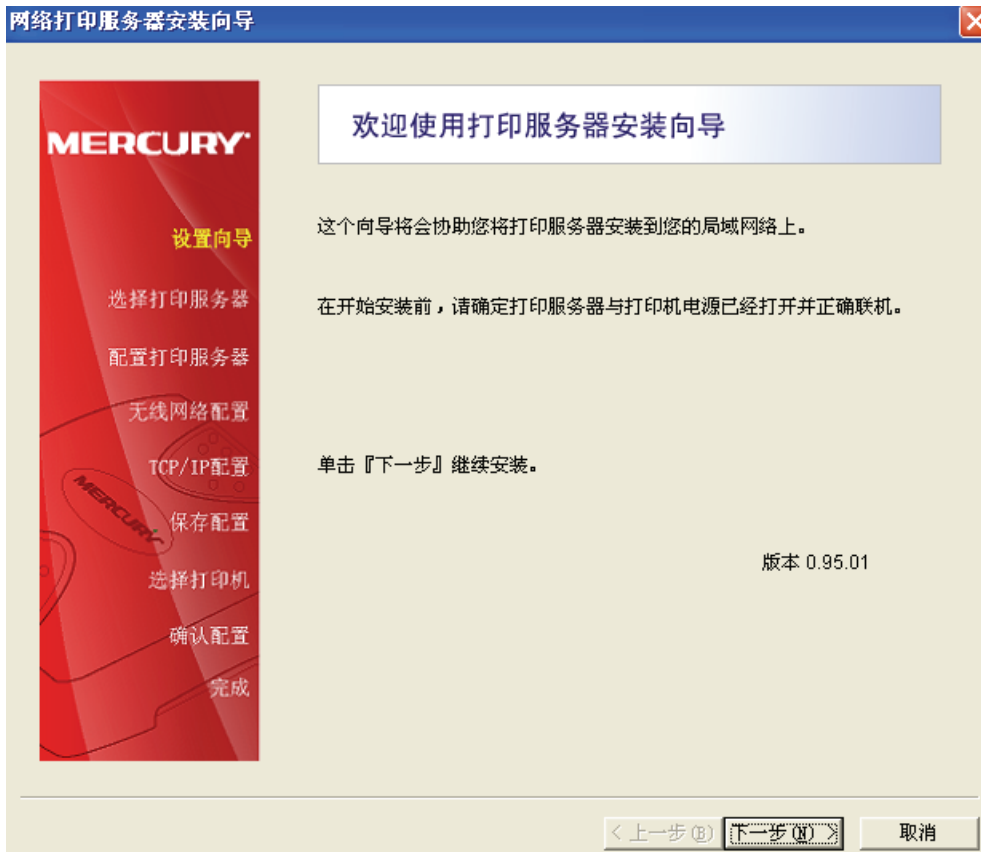 网络打印服务器安装向导
MERCURY
欢迎使用打印服务器安装向导
设置向导
选择打印服务器
配置打印服务器
无线网络配置
TCP/IP配置
MERCURY
保存配置
选择打印机
确认配置
完成
这个向导将会协助您将打印服务器安装到您的局域网络上。
在开始安装前，请确定打印服务器与打印机电源已经打开并正确联机。
单击『下一步』继续安装。
版本 0.95.01
< 上一步(B) 下一步(N) > 取消